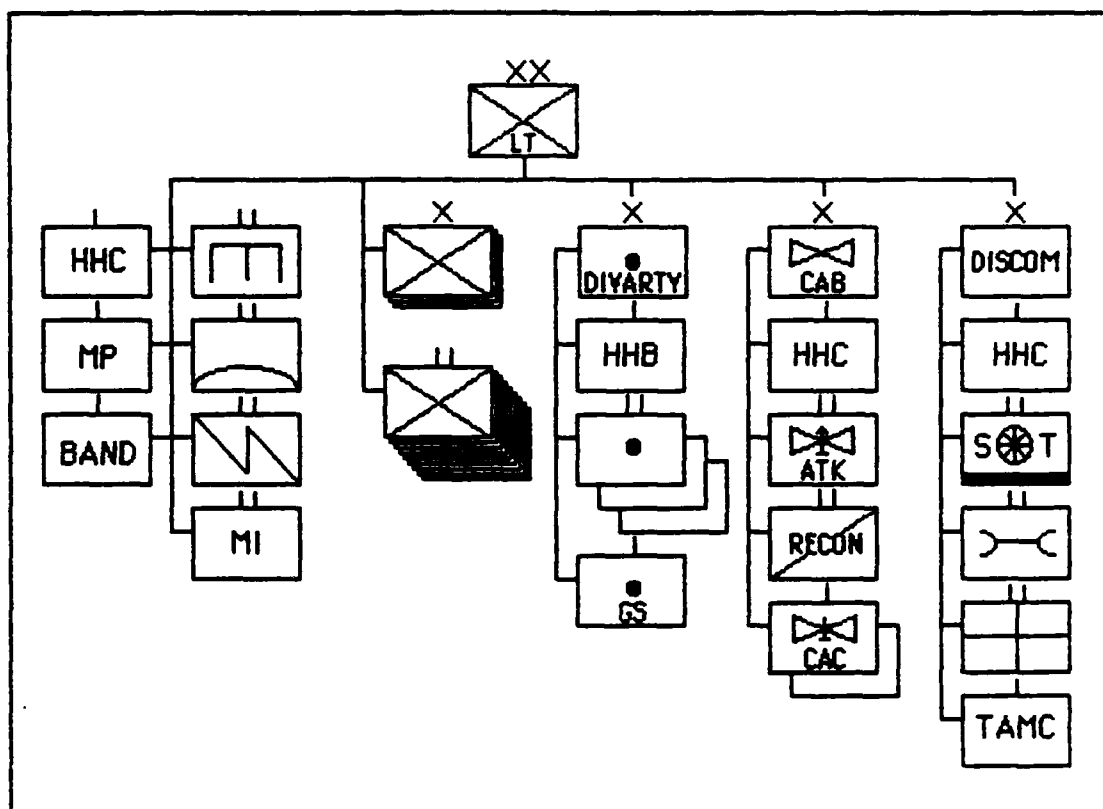 XX
LT
HHC
MP
BAND
MI
X
X
DIVARTY
HHB
GS
X
CAB
HHC
ATK
RECON
CAC
X
DISCOM
HHC
S T
TAMC